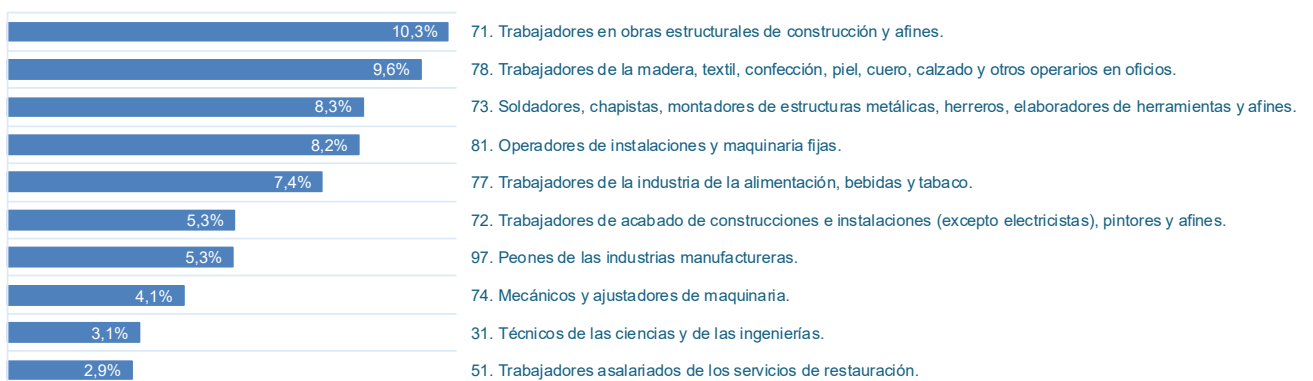 10,3% 71. Trabajadores en obras estructurales de construcción y afines.
9,6% 78. Trabajadores de la madera, textil, confección, piel, cuero, calzado y otros operarios en oficios.
8,3% 73. Soldadores, chapistas, montadores de estructuras metálicas, herreros, elaboradores de herramientas y afines.
8,2% 81. Operadores de instalaciones y maquinaria fijas.
7,4% 77. Trabajadores de la industria de la alimentación, bebidas y tabaco.
5,3% 72. Trabajadores de acabado de construcciones e instalaciones (excepto electricistas), pintores y afines.
5,3% 97. Peones de las industrias manufactureras.
4,1% 74. Mecánicos y ajustadores de maquinaria.
3,1% 31. Técnicos de las ciencias y de las ingenierías.
2,9% 51. Trabajadores asalariados de los servicios de restauración.